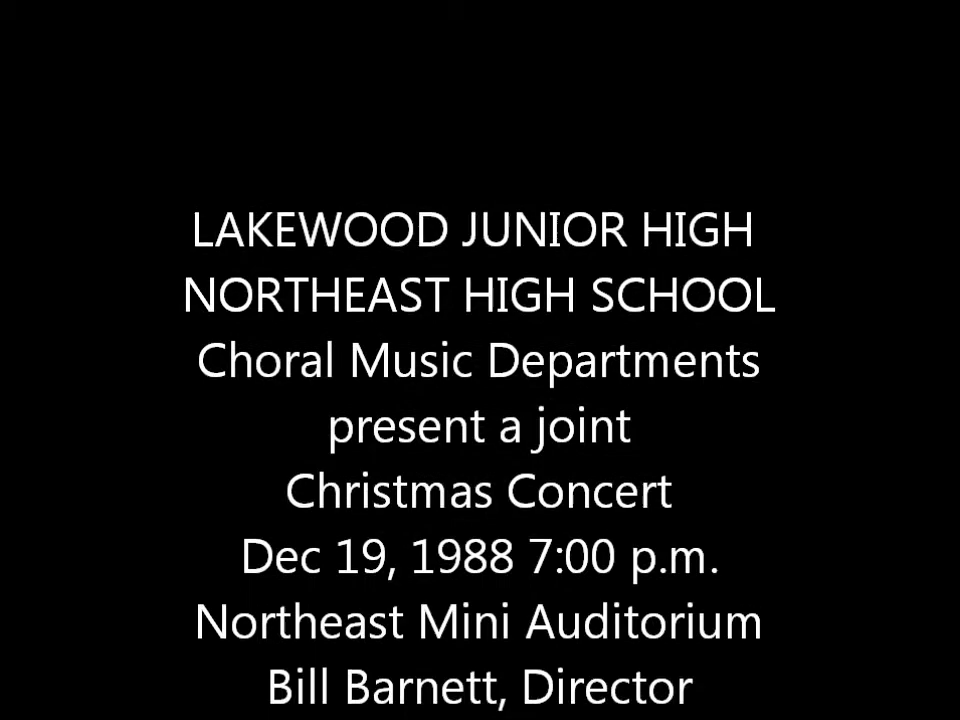 LAKEWOOD JUNIOR HIGH
NORTHEAST HIGH SCHOOL
Choral Music Departments
present a joint
Christmas Concert
Dec 19, 1988 7:00 p.m.
Northeast Mini Auditorium
Bill Barnett, Director